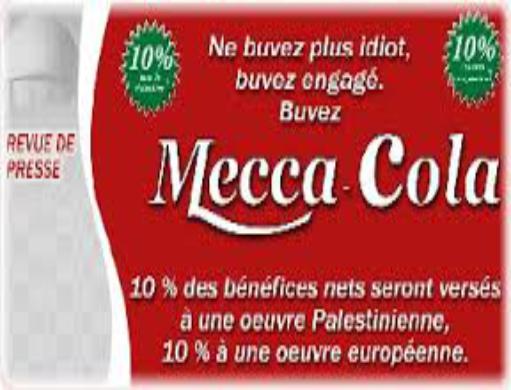 10%
Ne buvez plus idiot,
buvez engagé.
Buvez
10%
REVUE DE
PRESSE
Mecca-Cola
10 % des bénéfices nets seront versés
à une oeuvre Palestinienne,
10 % à une oeuvre européenne.